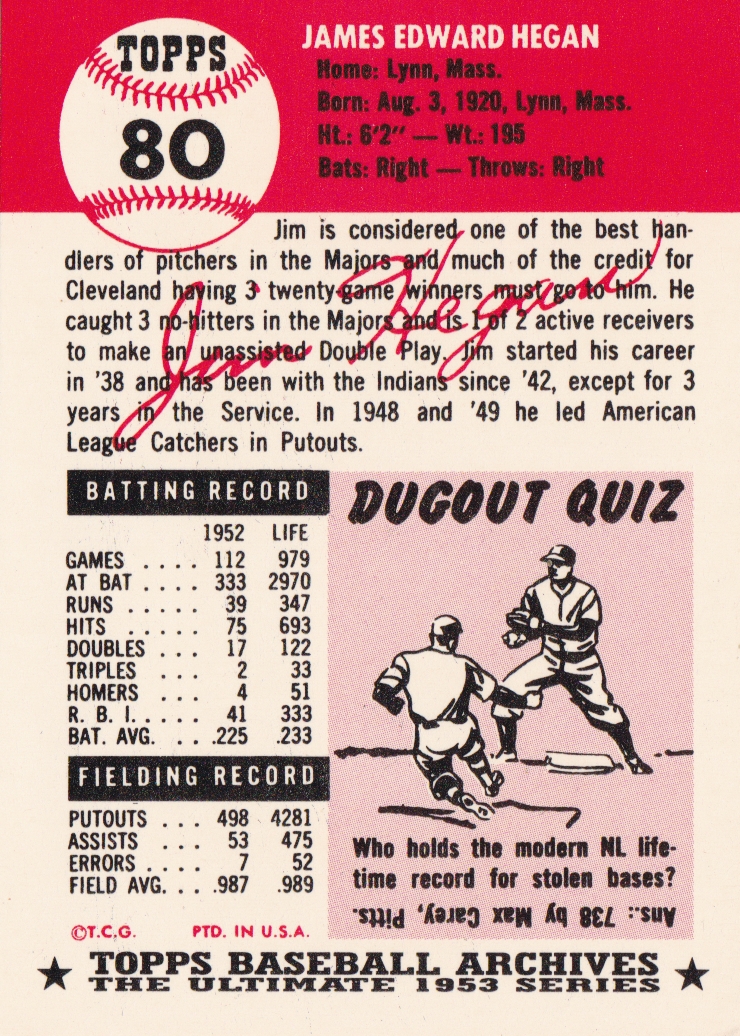 TOPPS
80
JAMES EDWARD HEGAN
Home: Lynn, Mass.
Born: Aug. 3, 1920, Lynn, Mass.
Ht.: 6'2" — Wt.: 195
Bats: Right — Throws: Right
Jim is considered one of the best han-
dlers of pitchers in the Majors and much of the credit for
Cleveland having 3 twenty-game winners must go to him. He
caught 3 no-hitters in the Majors and is 1 of 2 active receivers
to make an unassisted Double Play. Jim started his career
in '38 and has been with the Indians since '42, except for 3
years in the Service. In 1948 and '49 he led American
League Catchers in Putouts.
Jim Hegan
BATTING RECORD
1952 LIFE
GAMES . . . . 112 979
AT BAT . . . . 333 2970
RUNS . . . . . 39 347
HITS . . . . . 75 693
DOUBLES . . . 17 122
TRIPLES . . . 2 33
HOMERS . . . 4 51
R. B. I. . . . . 41 333
BAT. AVG. . . .225 .233
FIELDING RECORD
PUTOUTS . . . 498 4281
ASSISTS . . . 53 475
ERRORS . . . . 7 52
FIELD AVG. . . .987 .989
©T.C.G. PTD. IN U.S.A.
DUGOUT QUIZ
Who holds the modern NL life-
time record for stolen bases?
Ans.: 738 by Max Carey, Pitts.
TOPPS BASEBALL ARCHIVES
THE ULTIMATE 1953 SERIES